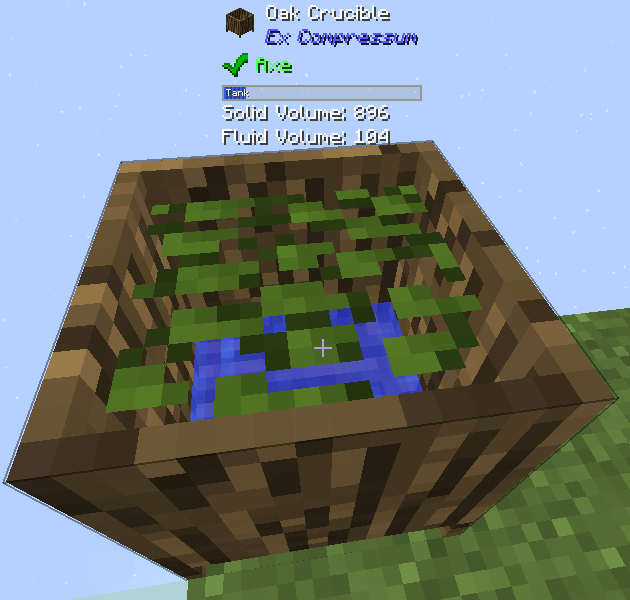 Oak Crucible
Ex Compressum
Axe
Tank
Solid Volume: 896
Fluid Volume: 104